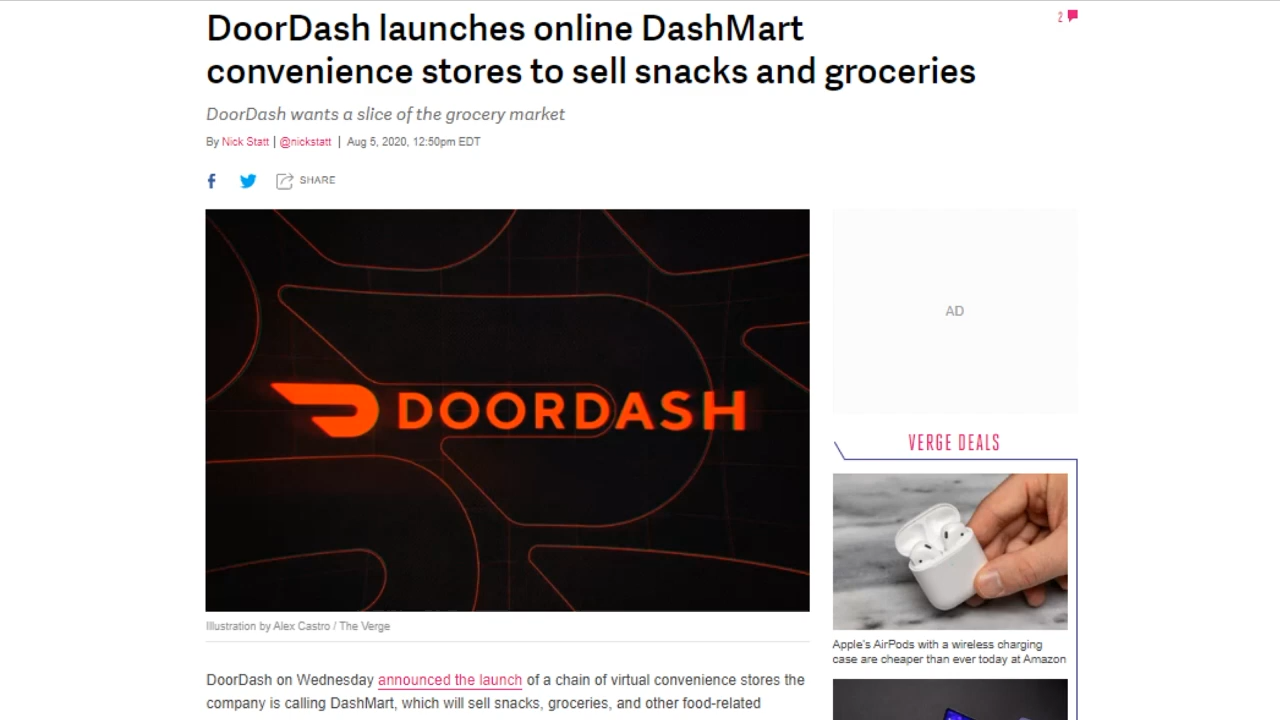 DoorDash launches online DashMart
convenience stores to sell snacks and groceries
2
DoorDash wants a slice of the grocery market
By Nick Statt | @nickstatt | Aug 5, 2020, 12:50pm EDT
SHARE
DOORDASH
Illustration by Alex Castro / The Verge
DoorDash on Wednesday announced the launch of a chain of virtual convenience stores the
company is calling DashMart, which will sell snacks, groceries, and other food-related
AD
VERGE DEALS
Apple's AirPods with a wireless charging
case are cheaper than ever today at Amazon